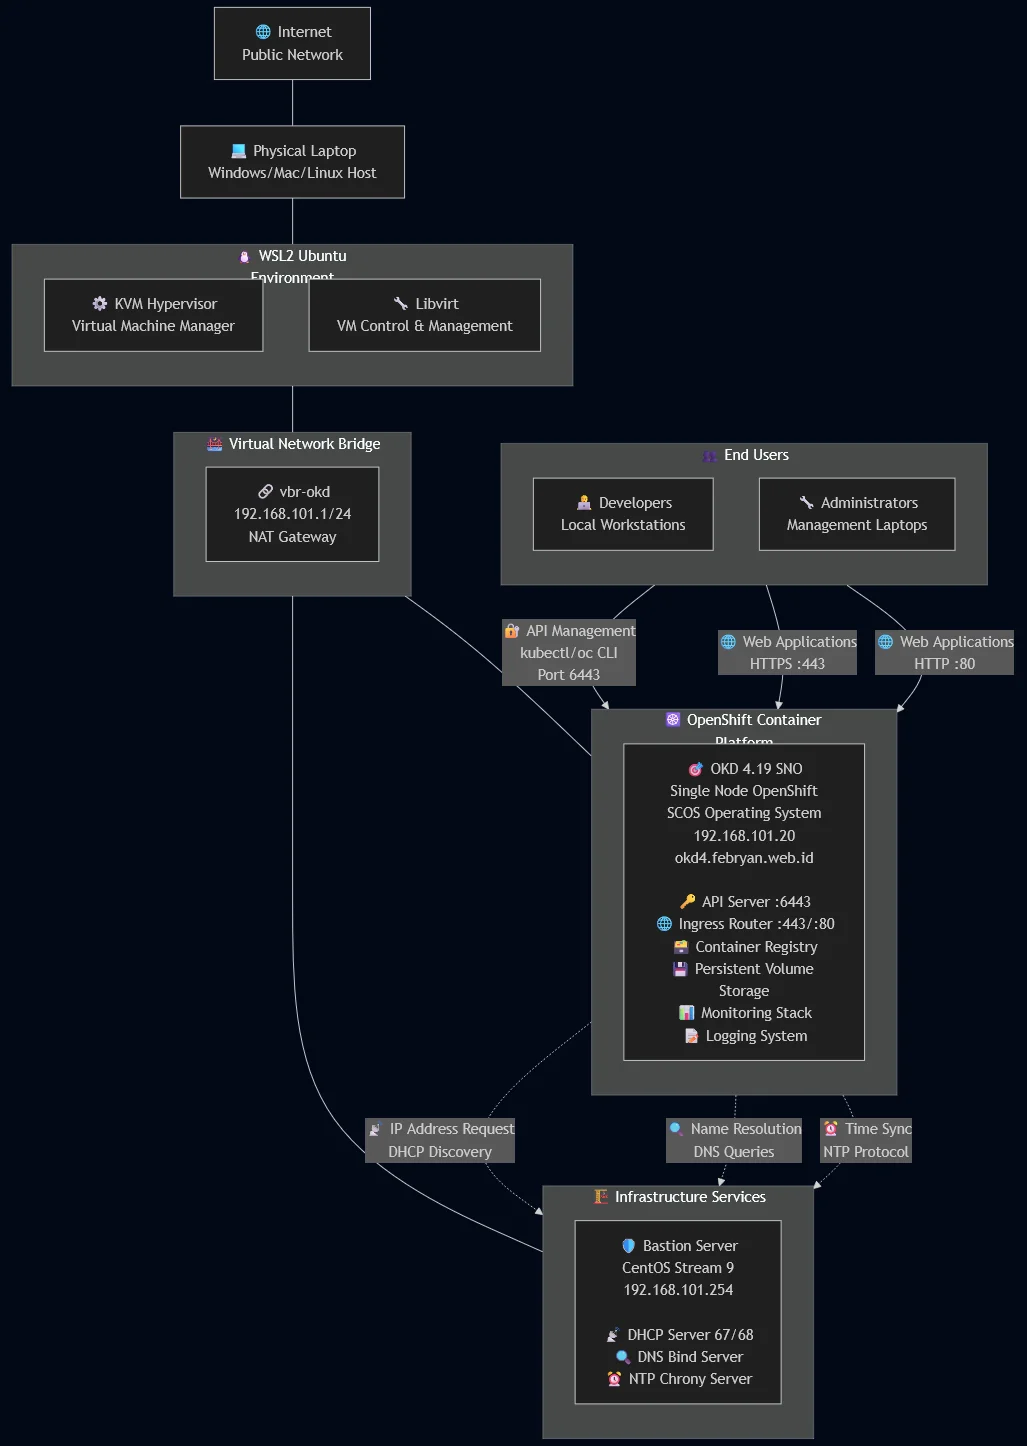 Internet
Public Network
Physical Laptop
Windows/Mac/Linux Host
WSL2 Ubuntu
Environment
KVM Hypervisor
Virtual Machine Manager
Libvirt
VM Control & Management
Virtual Network Bridge
vbr-okd
192.168.101.1/24
NAT Gateway
End Users
Developers
Local Workstations
Administrators
Management Laptops
API Management
kubectl/oc CLI
Port 6443
Web Applications
HTTPS :443
Web Applications
HTTP :80
OpenShift Container
Platform
OKD 4.19 SNO
Single Node OpenShift
SCOS Operating System
192.168.101.20
okd4.febryan.web.id
API Server :6443
Ingress Router :443/:80
Container Registry
Persistent Volume
Storage
Monitoring Stack
Logging System
IP Address Request
DHCP Discovery
Name Resolution
DNS Queries
Time Sync
NTP Protocol
Infrastructure Services
Bastion Server
CentOS Stream 9
192.168.101.254
DHCP Server 67/68
DNS Bind Server
NTP Chrony Server